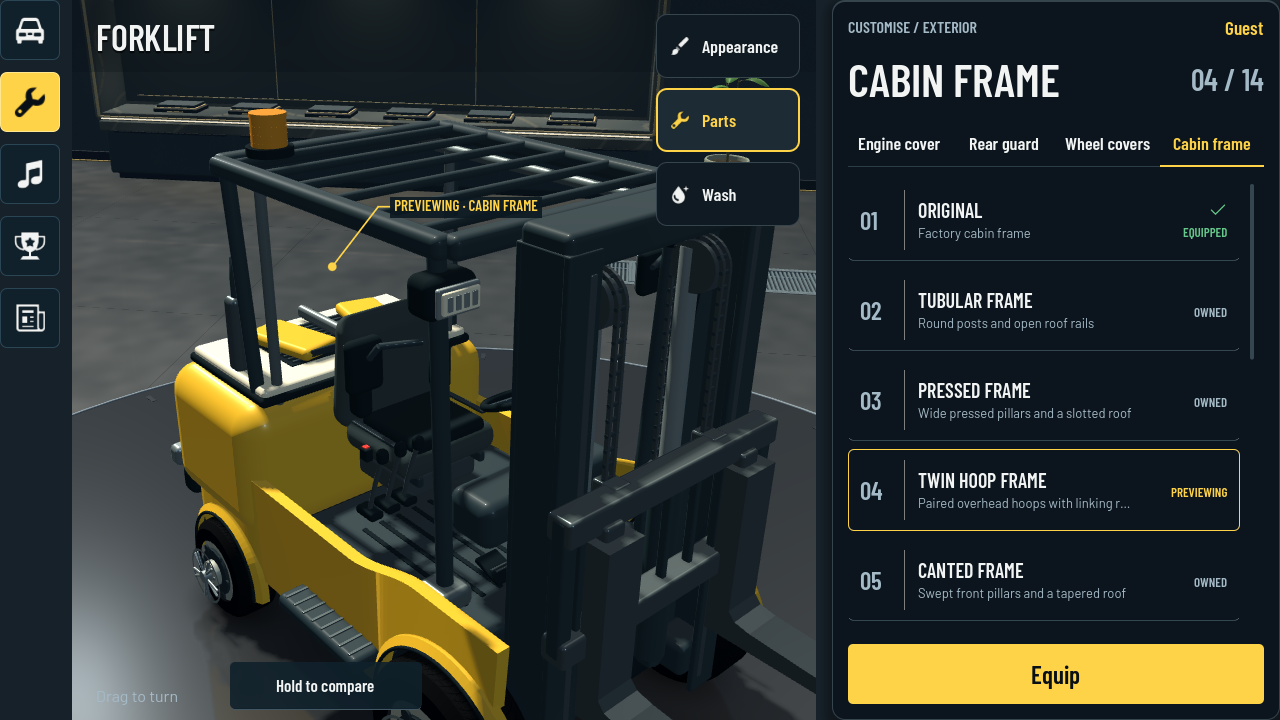 FORKLIFT
Appearance
Parts
Wash
PREVIEWING · CABIN FRAME
Hold to compare
Drag to turn
CUSTOMISE / EXTERIOR
Guest
CABIN FRAME
04 / 14
Engine cover
Rear guard
Wheel covers
Cabin frame
01
ORIGINAL
Factory cabin frame
EQUIPPED
02
TUBULAR FRAME
Round posts and open roof rails
OWNED
03
PRESSED FRAME
Wide pressed pillars and a slotted roof
OWNED
04
TWIN HOOP FRAME
Paired overhead hoops with linking r...
PREVIEWING
05
CANTED FRAME
Swept front pillars and a tapered roof
OWNED
Equip